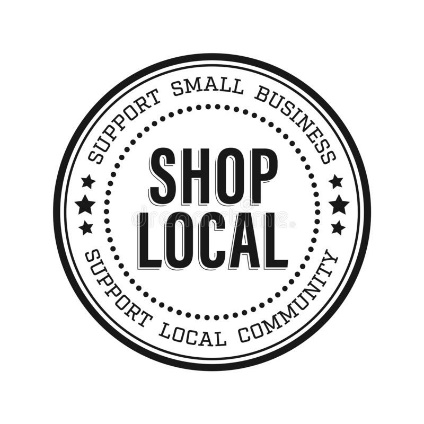 SUPPORT SMALL BUSINESS
SHOP
LOCAL
SUPPORT LOCAL COMMUNITY